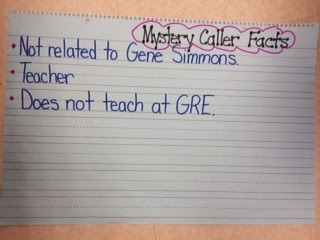 Mystery Caller Facts
• Not related to Gene Simmons.
• Teacher
• Does not teach at GRE.